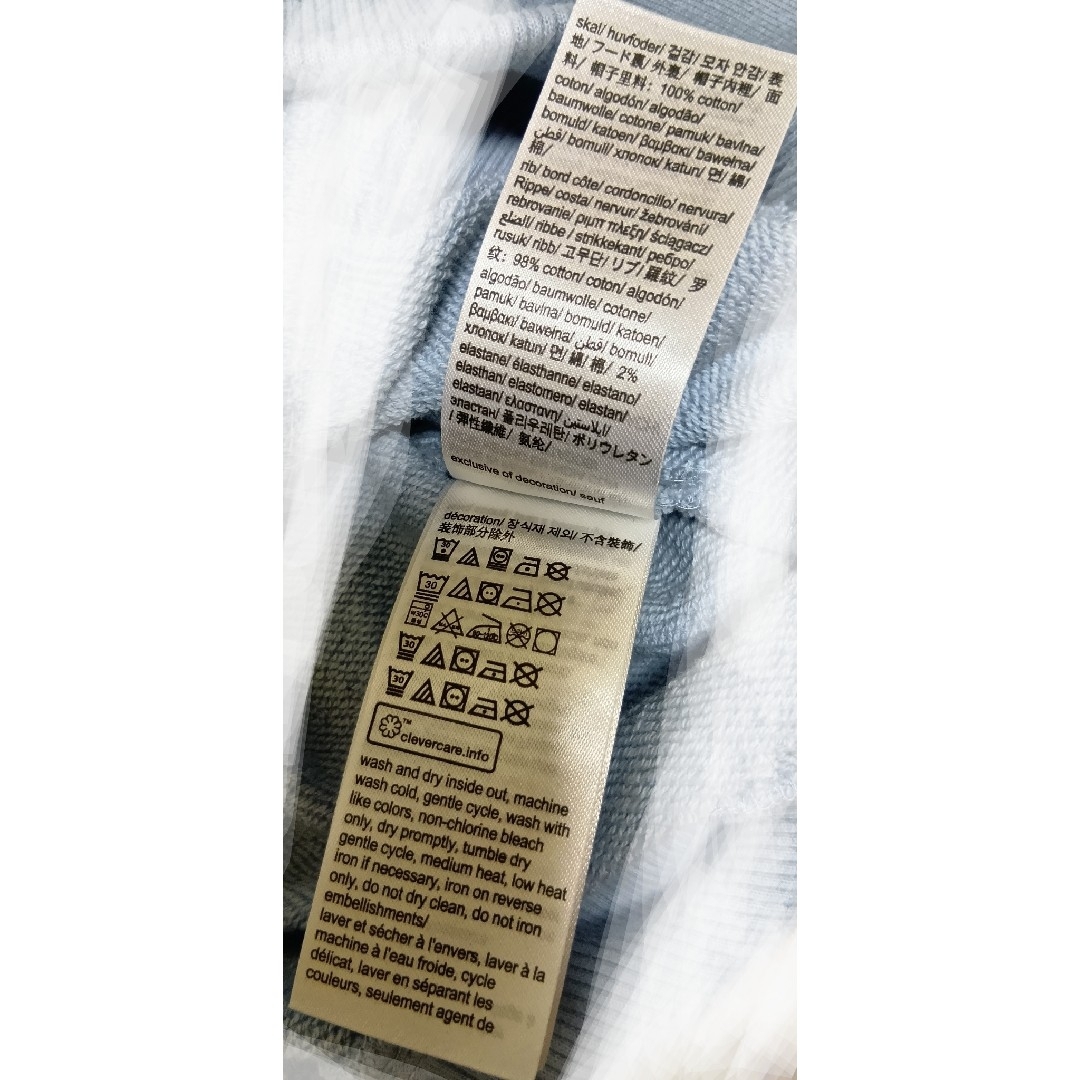 skal/ huvfoder/ 겉감/ 모자 안감/ 表
地/ フード裏/ 外裏/ 帽子內裡/ 面
料/ 帽子里料: 100% cotton/
coton/ algodón/ algodão/
baumwolle/ cotone/ pamuk/ bavlna/
bomuld/ katoen/ βαμβακι/ bawełna/
قطن/ bomull/ хлопок/ katun/ 면/ 綿/
棉/
rib/ bord côte/ cordoncillo/ nervura/
Rippe/ costa/ nervur/ žebrování/
rebrovanie/ ριμπ πλεξη/ ściągacz/
الضلع/ ribbe / strikkekant/ ребро/
rusuk/ ribb/ 고무단/ リブ/ 羅紋/ 罗
纹: 98% cotton/ coton/ algodón/
algodão/ baumwolle/ cotone/
pamuk/ bavlna/ bomuld/ katoen/
βαμβακι/ bawełna/ قطن/ bomull/
хлопок/ katun/ 면/ 綿/ 棉/ 2%
elastane/ élasthanne/ elastano/
elasthan/ elastomero/ elastan/
elastaan/ ελαστανη/ إيلاستين/
эластан/ 폴리우레탄/ ポリウレタン
/ 彈性纖維/ 氨纶/
exclusive of decoration/ sauf
décoration/ 장식재 제외/ 不含裝飾/
装飾部分除外
30
30
30
30
™
clevercare.info
wash and dry inside out, machine
wash cold, gentle cycle, wash with
like colors, non-chlorine bleach
only, dry promptly, tumble dry
gentle cycle, medium heat, low heat
iron if necessary, iron on reverse
only, do not dry clean, do not iron
embellishments/
laver et sécher à l'envers, laver à la
machine à l'eau froide, cycle
délicat, laver en séparant les
couleurs, seulement agent de